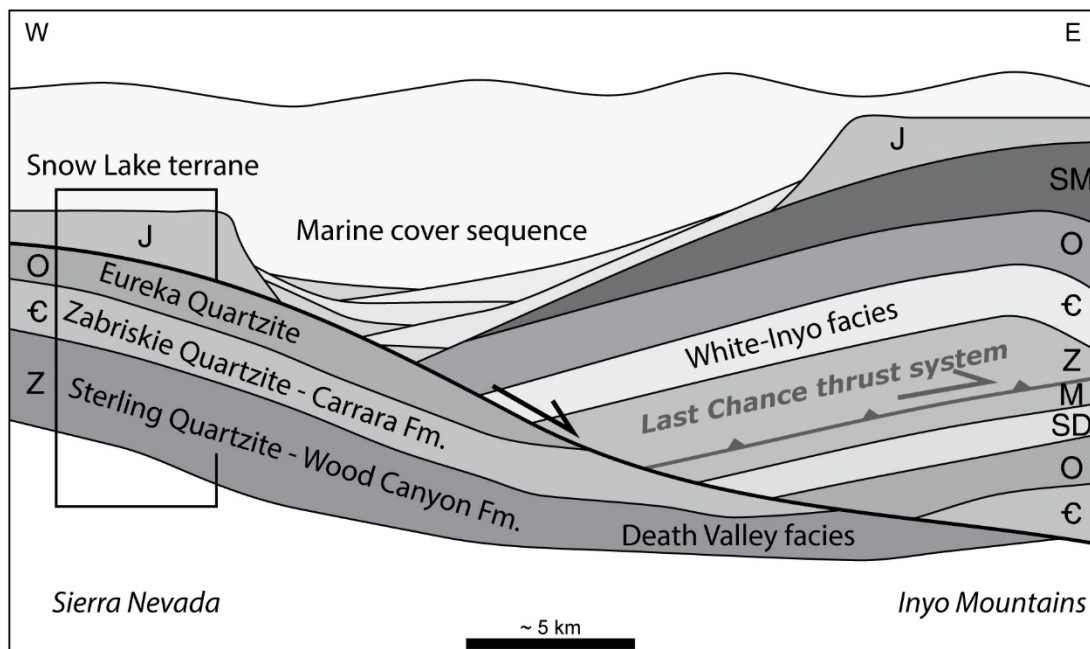 W
E
J
Snow Lake terrane
SM
J
Marine cover sequence
O
O
Eureka Quartzite
Є
White-Inyo facies
Є
Zabriskie Quartzite - Carrara Fm.
Z
Last Chance thrust system
Z
M
Sterling Quartzite - Wood Canyon Fm.
SD
O
Death Valley facies
Є
Sierra Nevada
Inyo Mountains
~ 5 km